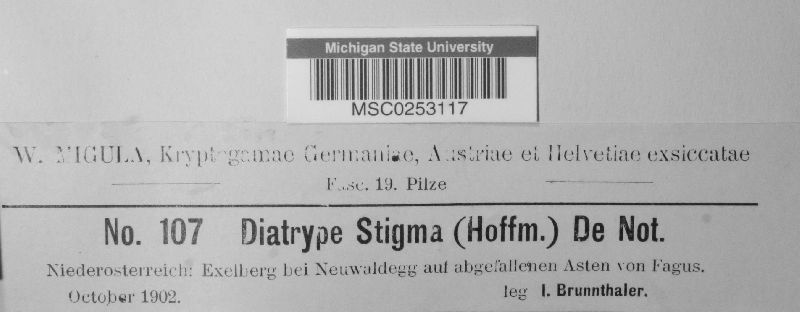 Michigan State University
MSC0253117
W. MIGULA, Kryptogamae Germaniae, Austriae et Helvetiae exsiccatae
Fasc. 19. Pilze
No. 107 Diatrype Stigma (Hoffm.) De Not.
Niederosterreich: Exelberg bei Neuwaldegg auf abgefallenen Asten von Fagus.
October 1902. leg I. Brunnthaler.